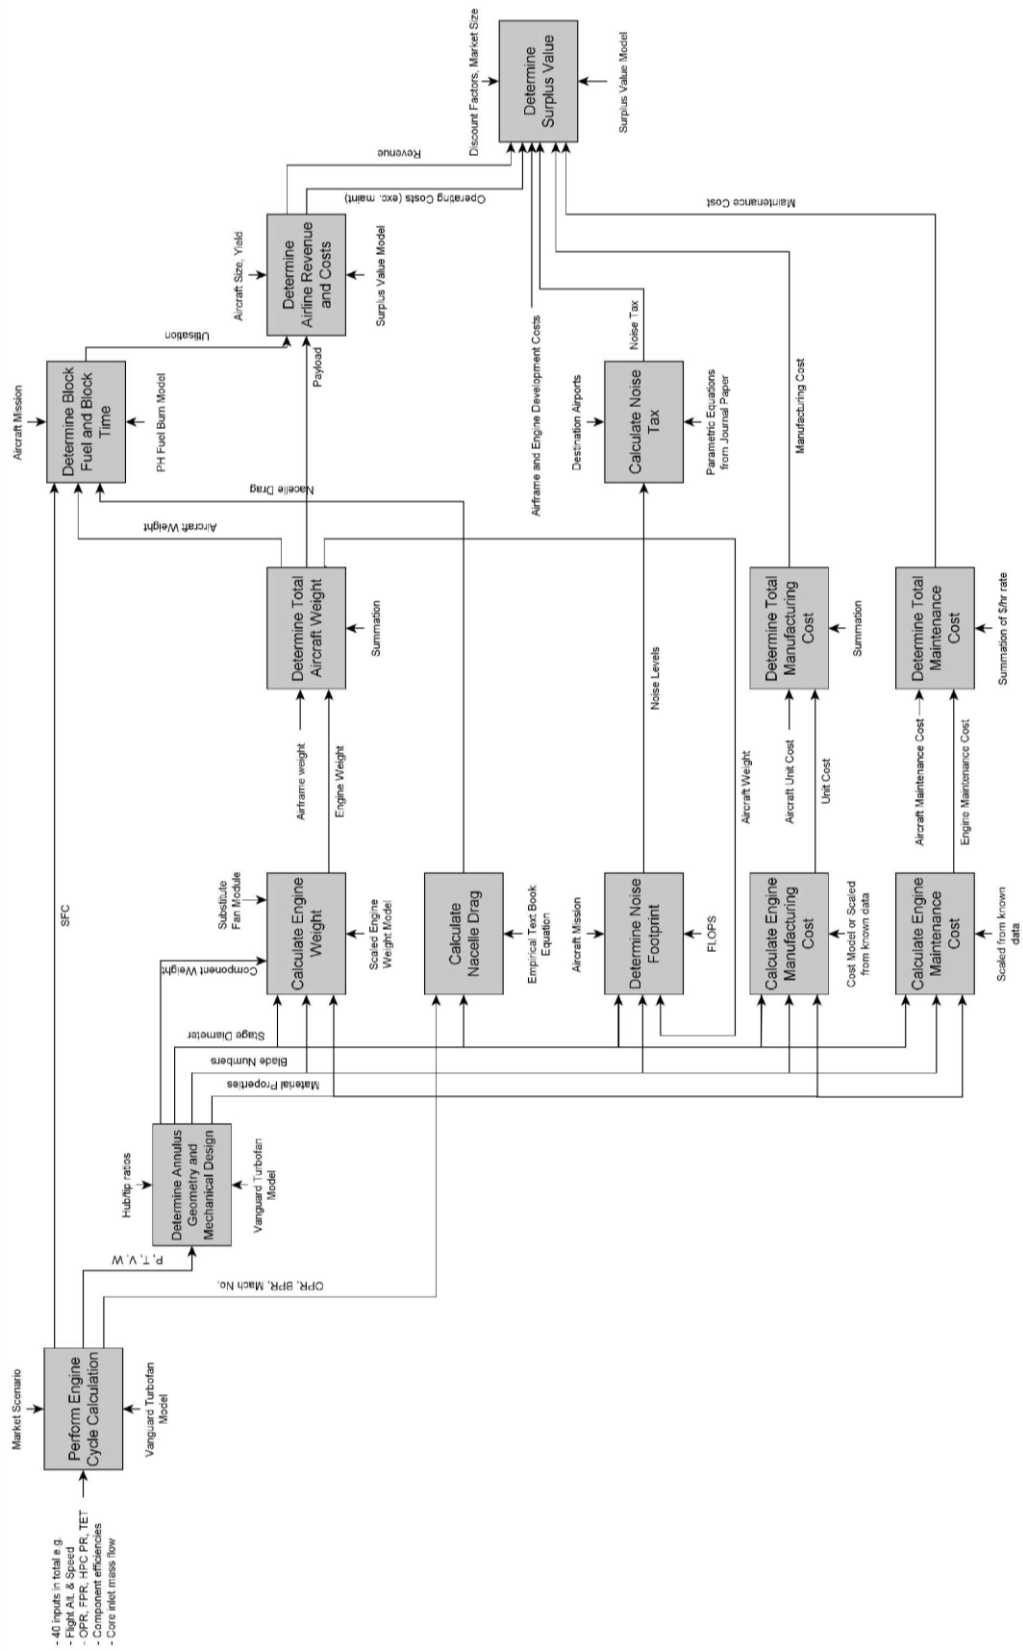 - 40 inputs in total e.g.
- Flight Alt. & Speed
- OPR, FPR, HPC PR, TET
- Component efficiencies
- Core inlet mass flow
Market Scenario
Perform Engine
Cycle Calculation
Vanguard Turbofan
Model
SFC
P, T, V, W
OPR, BPR, Mach No.
Hub/tip ratios
Determine Annulus
Geometry and
Mechanical Design
Vanguard Turbofan
Model
Component Weight
Stage Diameter
Blade Numbers
Material Properties
Substitute
Fan Module
Calculate Engine
Weight
Scaled Engine
Weight Model
Calculate
Nacelle Drag
Empirical Text Book
Equation
Aircraft Mission
Determine Noise
Footprint
FLOPS
Calculate Engine
Manufacturing
Cost
Cost Model or Scaled
from known data
Calculate Engine
Maintenance
Cost
Scaled from known
data
Airframe weight
Engine Weight
Noise Levels
Aircraft Weight
Aircraft Unit Cost
Unit Cost
Aircraft Maintenance Cost
Engine Maintenance Cost
Determine Total
Aircraft Weight
Summation
Determine Total
Manufacturing
Cost
Summation
Determine Total
Maintenance
Cost
Summation of $/hr rate
Aircraft Weight
Nacelle Drag
Aircraft Mission
Determine Block
Fuel and Block
Time
PH Fuel Burn Model
Utilisation
Payload
Destination Airports
Calculate Noise
Tax
Parametric Equations
from Journal Paper
Noise Tax
Airframe and Engine Development Costs
Manufacturing Cost
Maintenance Cost
Aircraft Size, Yield
Determine
Airline Revenue
and Costs
Surplus Value Model
Revenue
Operating Costs (exc. maint)
Discount Factors, Market Size
Determine
Surplus Value
Surplus Value Model